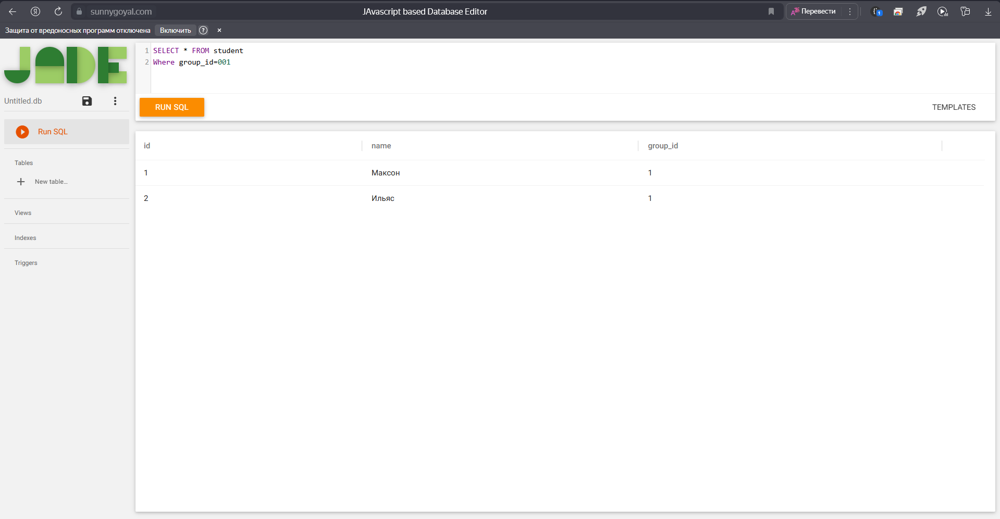 sunnygoyal.com
JAvascript based Database Editor
Перевести
1
Защита от вредоносных программ отключена
Включить
?
×
JADE
1 SELECT * FROM student
2 Where group_id=001
Untitled.db
RUN SQL
TEMPLATES
Run SQL
Tables
New table...
Views
Indexes
Triggers
id name group_id
1 Максон 1
2 Ильяс 1